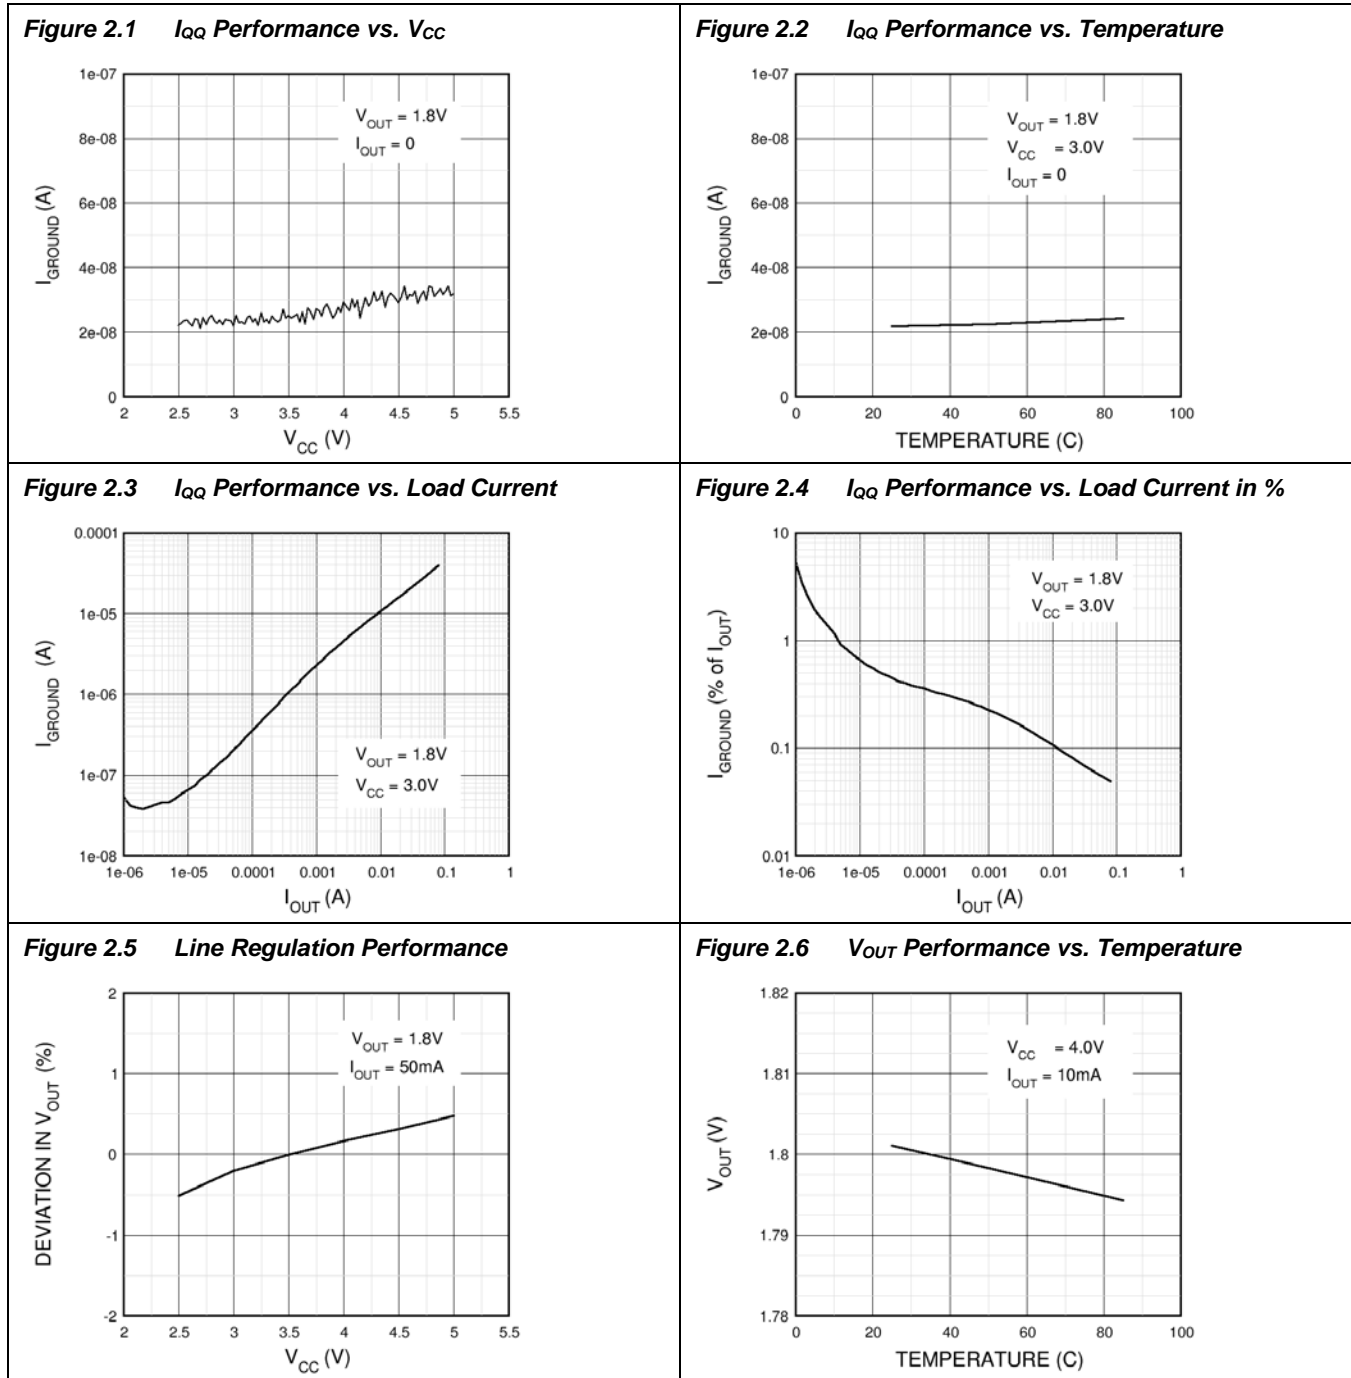 Figure 2.1 IQQ Performance vs. VCC
1e-07
8e-08
6e-08
4e-08
2e-08
0
IGROUND (A)
VOUT = 1.8V
IOUT = 0
2 2.5 3 3.5 4 4.5 5 5.5
VCC (V)
Figure 2.2 IQQ Performance vs. Temperature
1e-07
8e-08
6e-08
4e-08
2e-08
0
IGROUND (A)
VOUT = 1.8V
VCC = 3.0V
IOUT = 0
0 20 40 60 80 100
TEMPERATURE (C)
Figure 2.3 IQQ Performance vs. Load Current
0.0001
1e-05
1e-06
1e-07
1e-08
IGROUND (A)
VOUT = 1.8V
VCC = 3.0V
1e-06 1e-05 0.0001 0.001 0.01 0.1 1
IOUT (A)
Figure 2.4 IQQ Performance vs. Load Current in %
10
1
0.1
0.01
IGROUND (% of IOUT)
VOUT = 1.8V
VCC = 3.0V
1e-06 1e-05 0.0001 0.001 0.01 0.1 1
IOUT (A)
Figure 2.5 Line Regulation Performance
2
1
0
-1
-2
DEVIATION IN VOUT (%)
VOUT = 1.8V
IOUT = 50mA
2 2.5 3 3.5 4 4.5 5 5.5
VCC (V)
Figure 2.6 VOUT Performance vs. Temperature
1.82
1.81
1.8
1.79
1.78
VOUT (V)
VCC = 4.0V
IOUT = 10mA
0 20 40 60 80 100
TEMPERATURE (C)